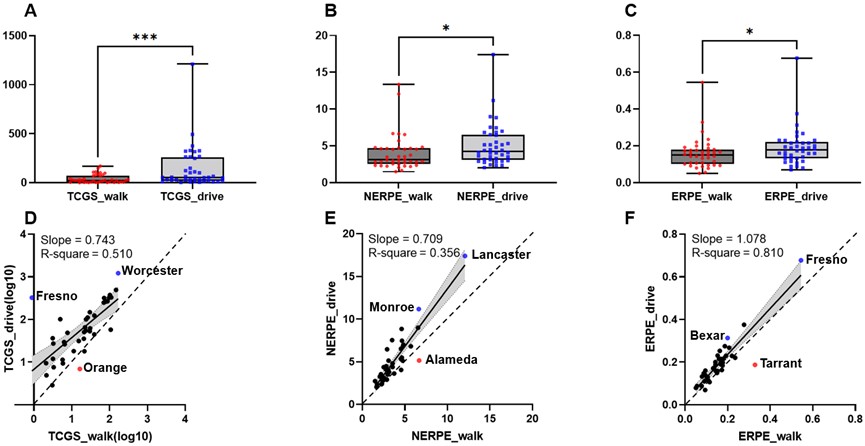 A
B
C
***
*
*
1500
1000
500
0
TCGS_walk
TCGS_drive
20
15
10
5
0
NERPE_walk
NERPE_drive
0.8
0.6
0.4
0.2
0.0
ERPE_walk
ERPE_drive
D
Slope = 0.743
R-square = 0.510
Worcester
Fresno
Orange
TCGS_drive(log10)
4
3
2
1
0
0
1
2
3
4
TCGS_walk(log10)
E
Slope = 0.709
R-square = 0.356
Lancaster
Monroe
Alameda
NERPE_drive
20
15
10
5
0
0
5
10
15
20
NERPE_walk
F
Slope = 1.078
R-square = 0.810
Fresno
Bexar
Tarrant
ERPE_drive
0.8
0.6
0.4
0.2
0.0
0.0
0.2
0.4
0.6
0.8
ERPE_walk